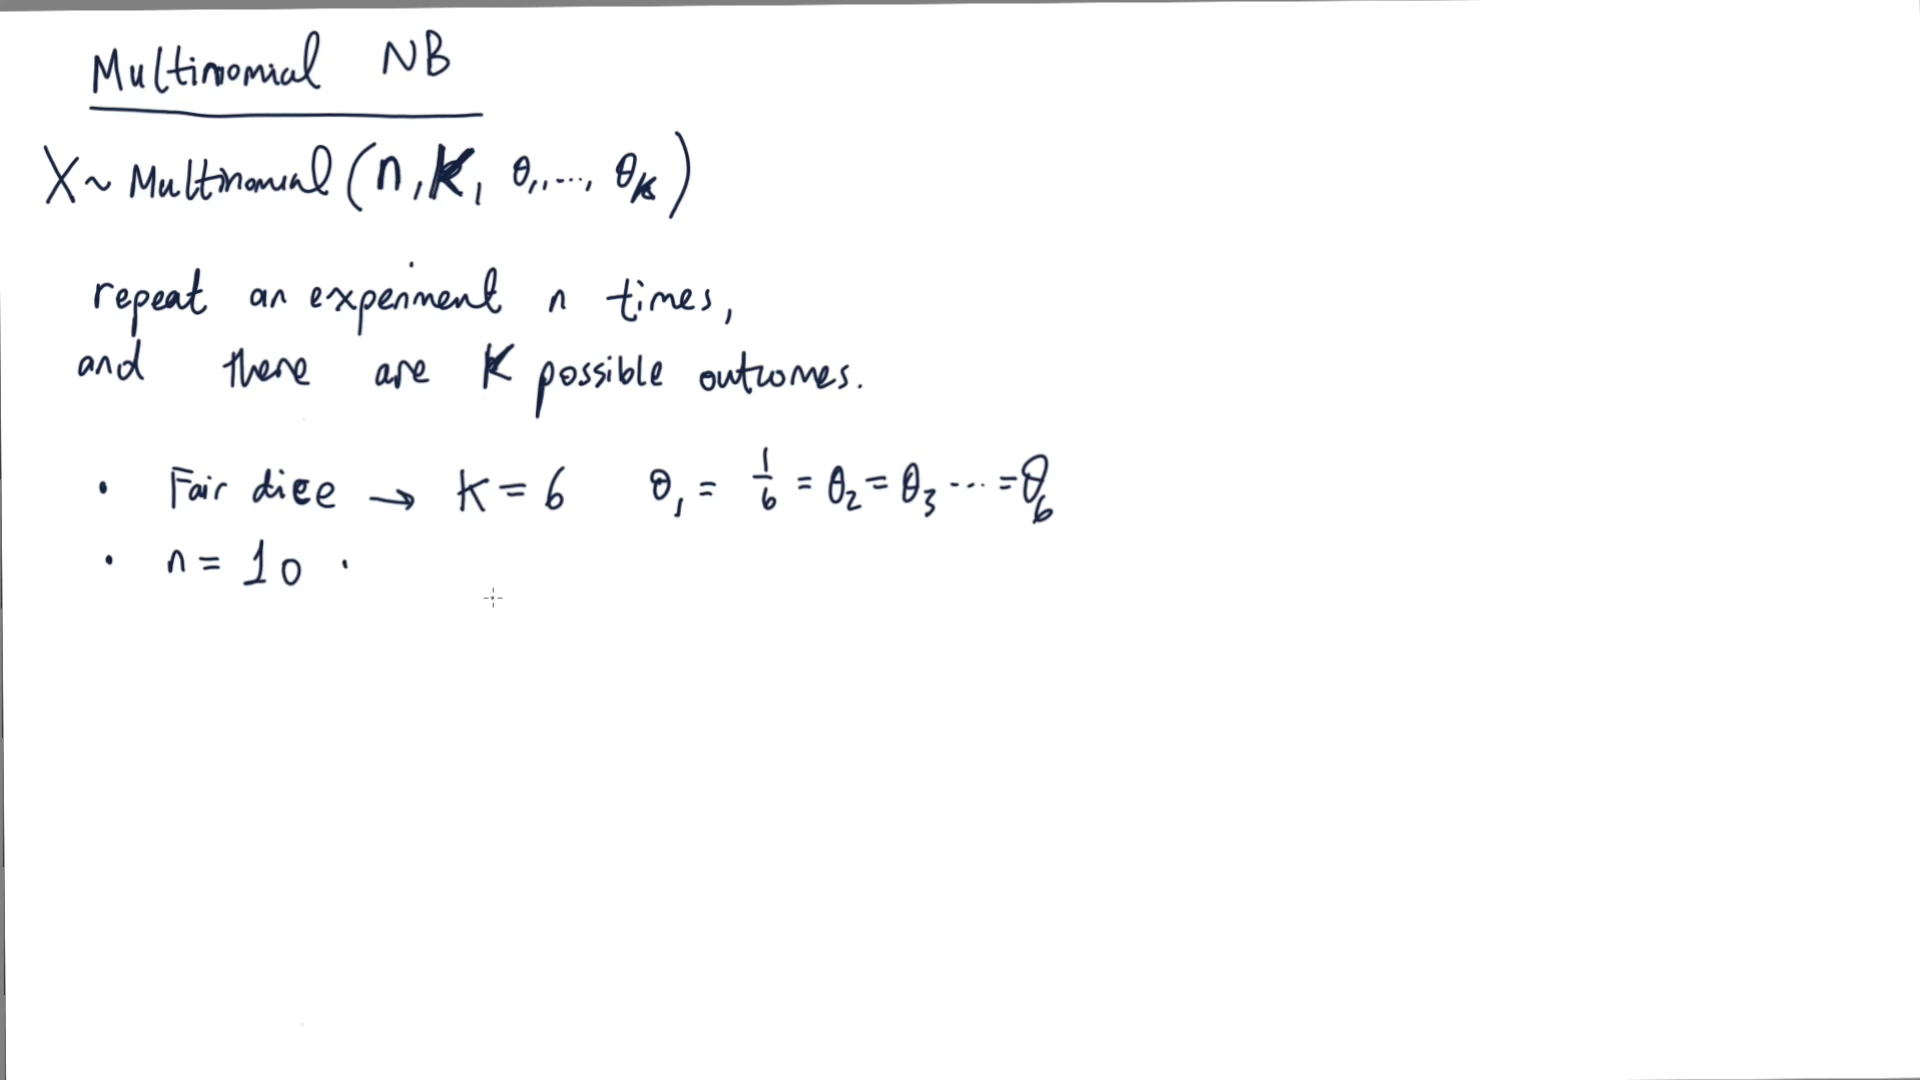 Multinomial NB
X ~ Multinomial (n, K, θ₁, ..., θₖ)
repeat an experiment n times,
and there are K possible outcomes.
• Fair dice → K = 6 θ₁ = 1/6 = θ₂ = θ₃ ... = θ₆
• n = 10 .